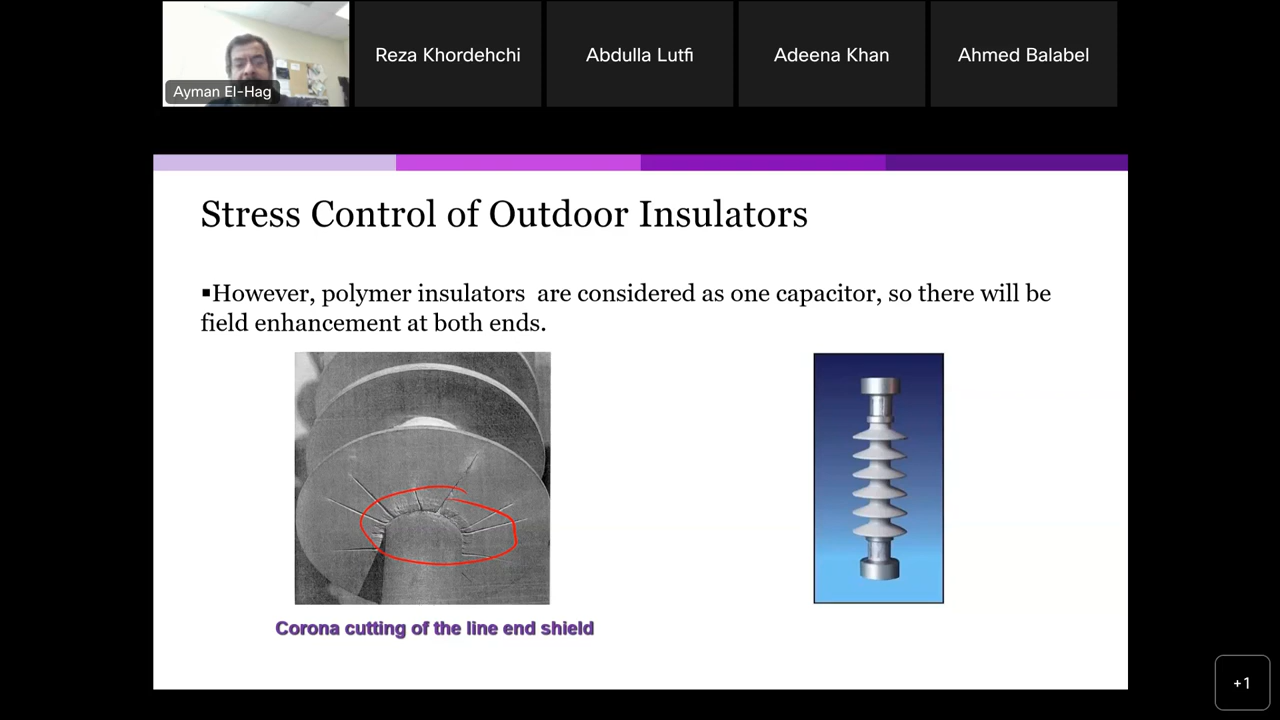 Ayman El-Hag
Reza Khordehchi
Abdulla Lutfi
Adeena Khan
Ahmed Balabel
Stress Control of Outdoor Insulators
▪However, polymer insulators are considered as one capacitor, so there will be
field enhancement at both ends.
Corona cutting of the line end shield
+1